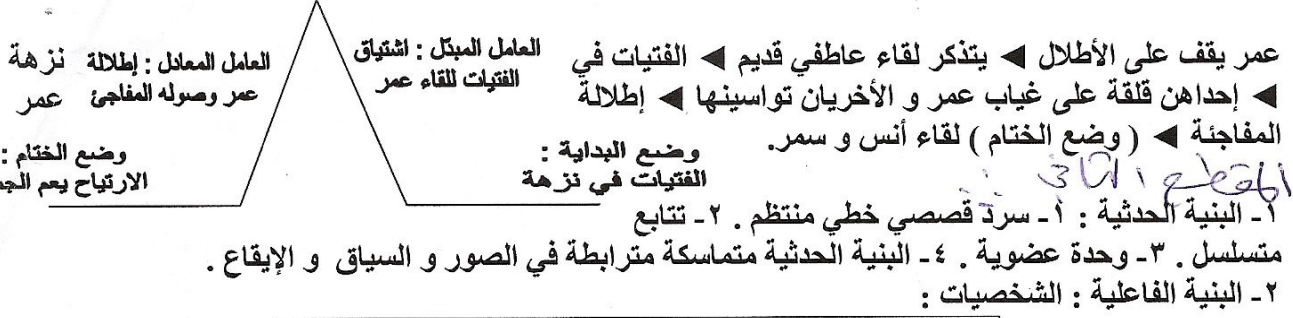 عمر يقف على الأطلال ◄ يتذكر لقاء عاطفي قديم ◄ الفتيات في نزهة
◄ إحداهن قلقة على غياب عمر و الأخريان تواسينها ◄ إطلالة عمر
المفاجئة ◄ ( وضع الختام ) لقاء أنس و سمر.
العامل المبدّل : اشتياق
الفتيات للقاء عمر
العامل المعادل : إطلالة
عمر وصوله المفاجئ
وضع البداية :
الفتيات في نزهة
وضع الختام :
الارتياح يعم
المقطع الثاني :
١- البنية الحدثية : ١- سرد قصصي خطي منتظم . ٢- تتابع
متسلسل . ٣- وحدة عضوية . ٤- البنية الحدثية متماسكة مترابطة في الصور و السياق و الإيقاع .
٢- البنية الفاعلية : الشخصيات :